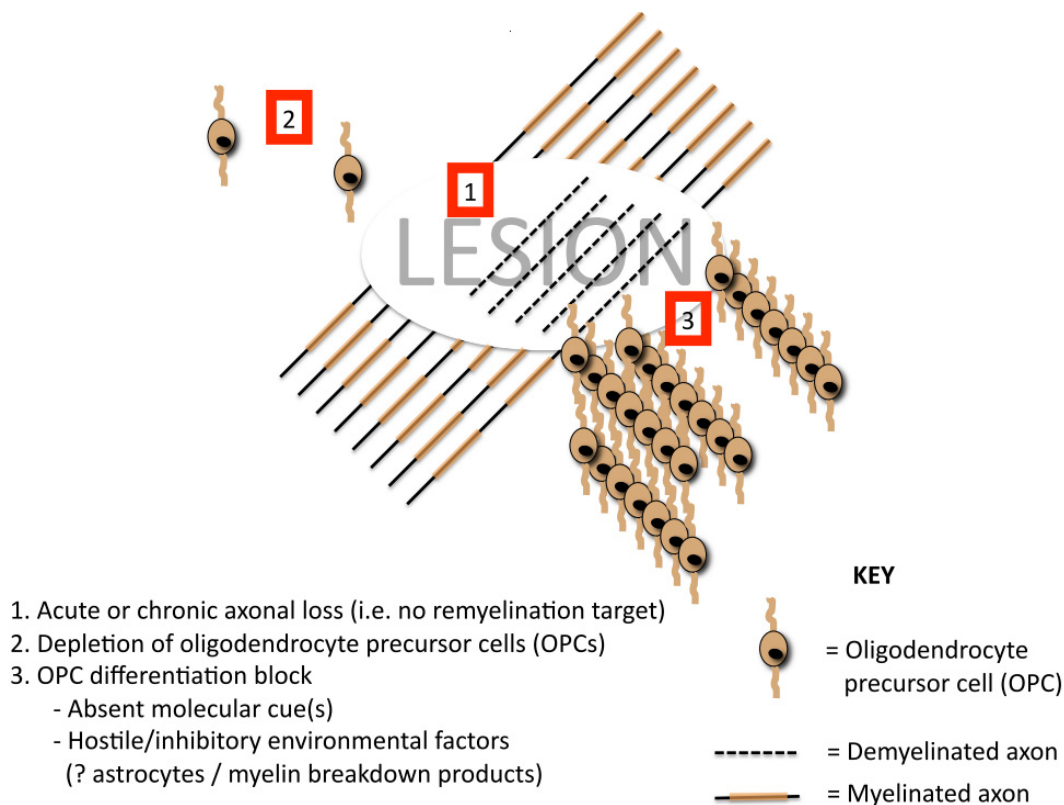 2
1
LESION
3
1. Acute or chronic axonal loss (i.e. no remyelination target)
2. Depletion of oligodendrocyte precursor cells (OPCs)
3. OPC differentiation block
- Absent molecular cue(s)
- Hostile/inhibitory environmental factors
(? astrocytes / myelin breakdown products)
KEY
= Oligodendrocyte
precursor cell (OPC)
= Demyelinated axon
= Myelinated axon